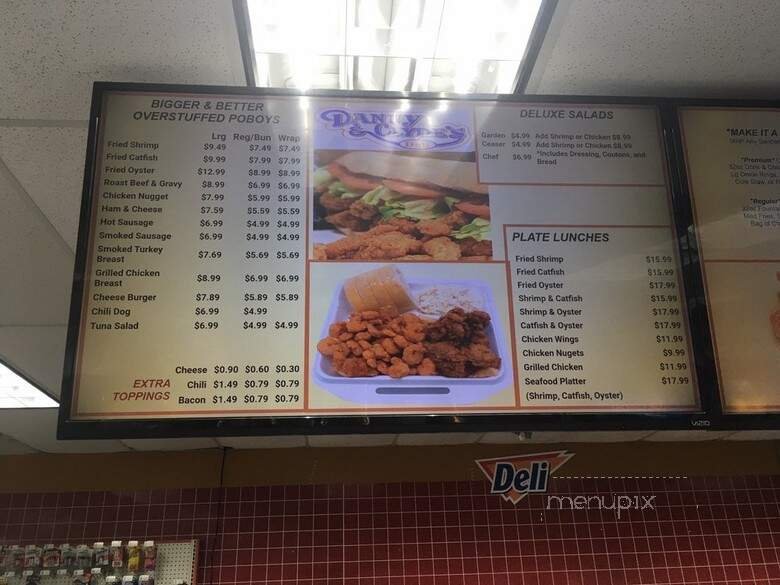 BIGGER & BETTER
OVERSTUFFED POBOYS
Lrg Reg/Bun Wrap
Fried Shrimp $9.49 $7.49 $7.49
Fried Catfish $9.99 $7.99 $7.99
Fried Oyster $12.99 $8.99 $8.99
Roast Beef & Gravy $8.99 $6.99 $6.99
Chicken Nugget $7.99 $5.99 $5.99
Ham & Cheese $7.59 $5.59 $5.59
Hot Sausage $6.99 $4.99 $4.99
Smoked Sausage $6.99 $4.99 $4.99
Smoked Turkey
Breast $7.69 $5.69 $5.69
Grilled Chicken
Breast $8.99 $6.99 $6.99
Cheese Burger $7.89 $5.89 $5.89
Chili Dog $6.99 $4.99
Tuna Salad $6.99 $4.99 $4.99
EXTRA
TOPPINGS
Cheese $0.90 $0.60 $0.30
Chili $1.49 $0.79 $0.79
Bacon $1.49 $0.79 $0.79
DANNY
& CLYDE'S
DELUXE SALADS
Garden $4.99 Add Shrimp or Chicken $8.99
Ceaser $4.99 Add Shrimp or Chicken $8.99
Chef $6.99 *Includes Dressing, Coutons, and
Bread
PLATE LUNCHES
Fried Shrimp $15.99
Fried Catfish $15.99
Fried Oyster $17.99
Shrimp & Catfish $15.99
Shrimp & Oyster $17.99
Catfish & Oyster $17.99
Chicken Wings $11.99
Chicken Nugets $9.99
Grilled Chicken $11.99
Seafood Platter $17.99
(Shrimp, Catfish, Oyster)
"MAKE IT A
"Premium"
"Regular"
VIZIO
Deli
menupix